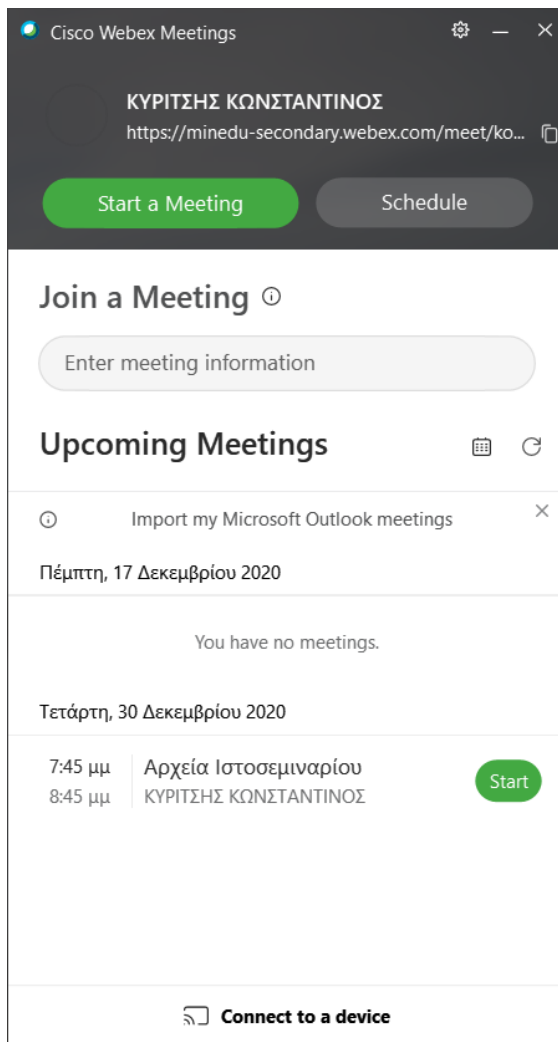 Cisco Webex Meetings
ΚΥΡΙΤΣΗΣ ΚΩΝΣΤΑΝΤΙΝΟΣ
https://minedu-secondary.webex.com/meet/ko...
Start a Meeting
Schedule
Join a Meeting
Enter meeting information
Upcoming Meetings
Import my Microsoft Outlook meetings
Πέμπτη, 17 Δεκεμβρίου 2020
You have no meetings.
Τετάρτη, 30 Δεκεμβρίου 2020
7:45 μμ Αρχεία Ιστοσεμιναρίου
8:45 μμ ΚΥΡΙΤΣΗΣ ΚΩΝΣΤΑΝΤΙΝΟΣ
Start
Connect to a device